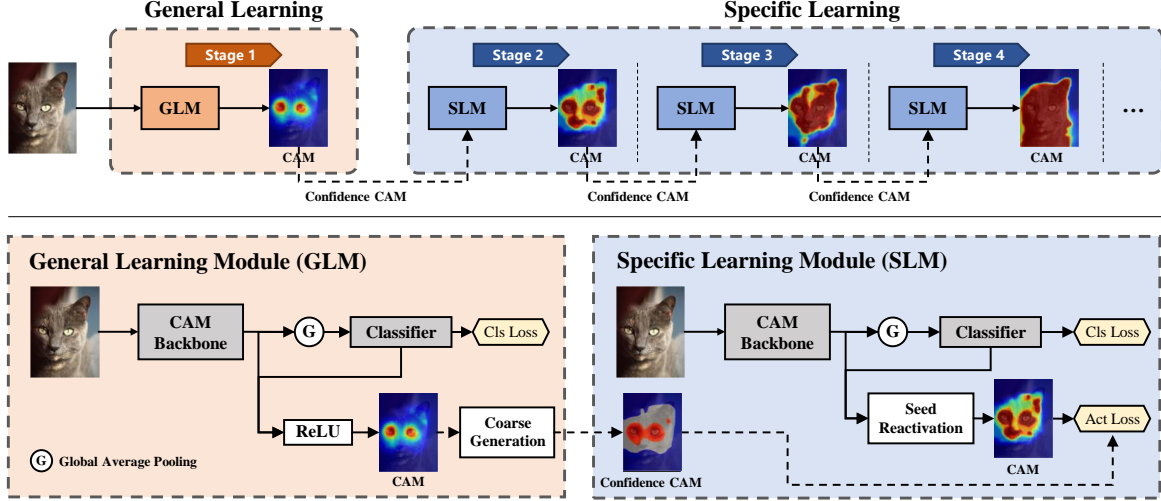 General Learning
Specific Learning
Stage 1
Stage 2
Stage 3
Stage 4
GLM
SLM
SLM
SLM
...
CAM
CAM
CAM
CAM
Confidence CAM
Confidence CAM
Confidence CAM
General Learning Module (GLM)
CAM
Backbone
G
Classifier
Cls Loss
ReLU
Coarse
Generation
CAM
G Global Average Pooling
Specific Learning Module (SLM)
CAM
Backbone
G
Classifier
Cls Loss
Seed
Reactivation
Act Loss
CAM
Confidence CAM